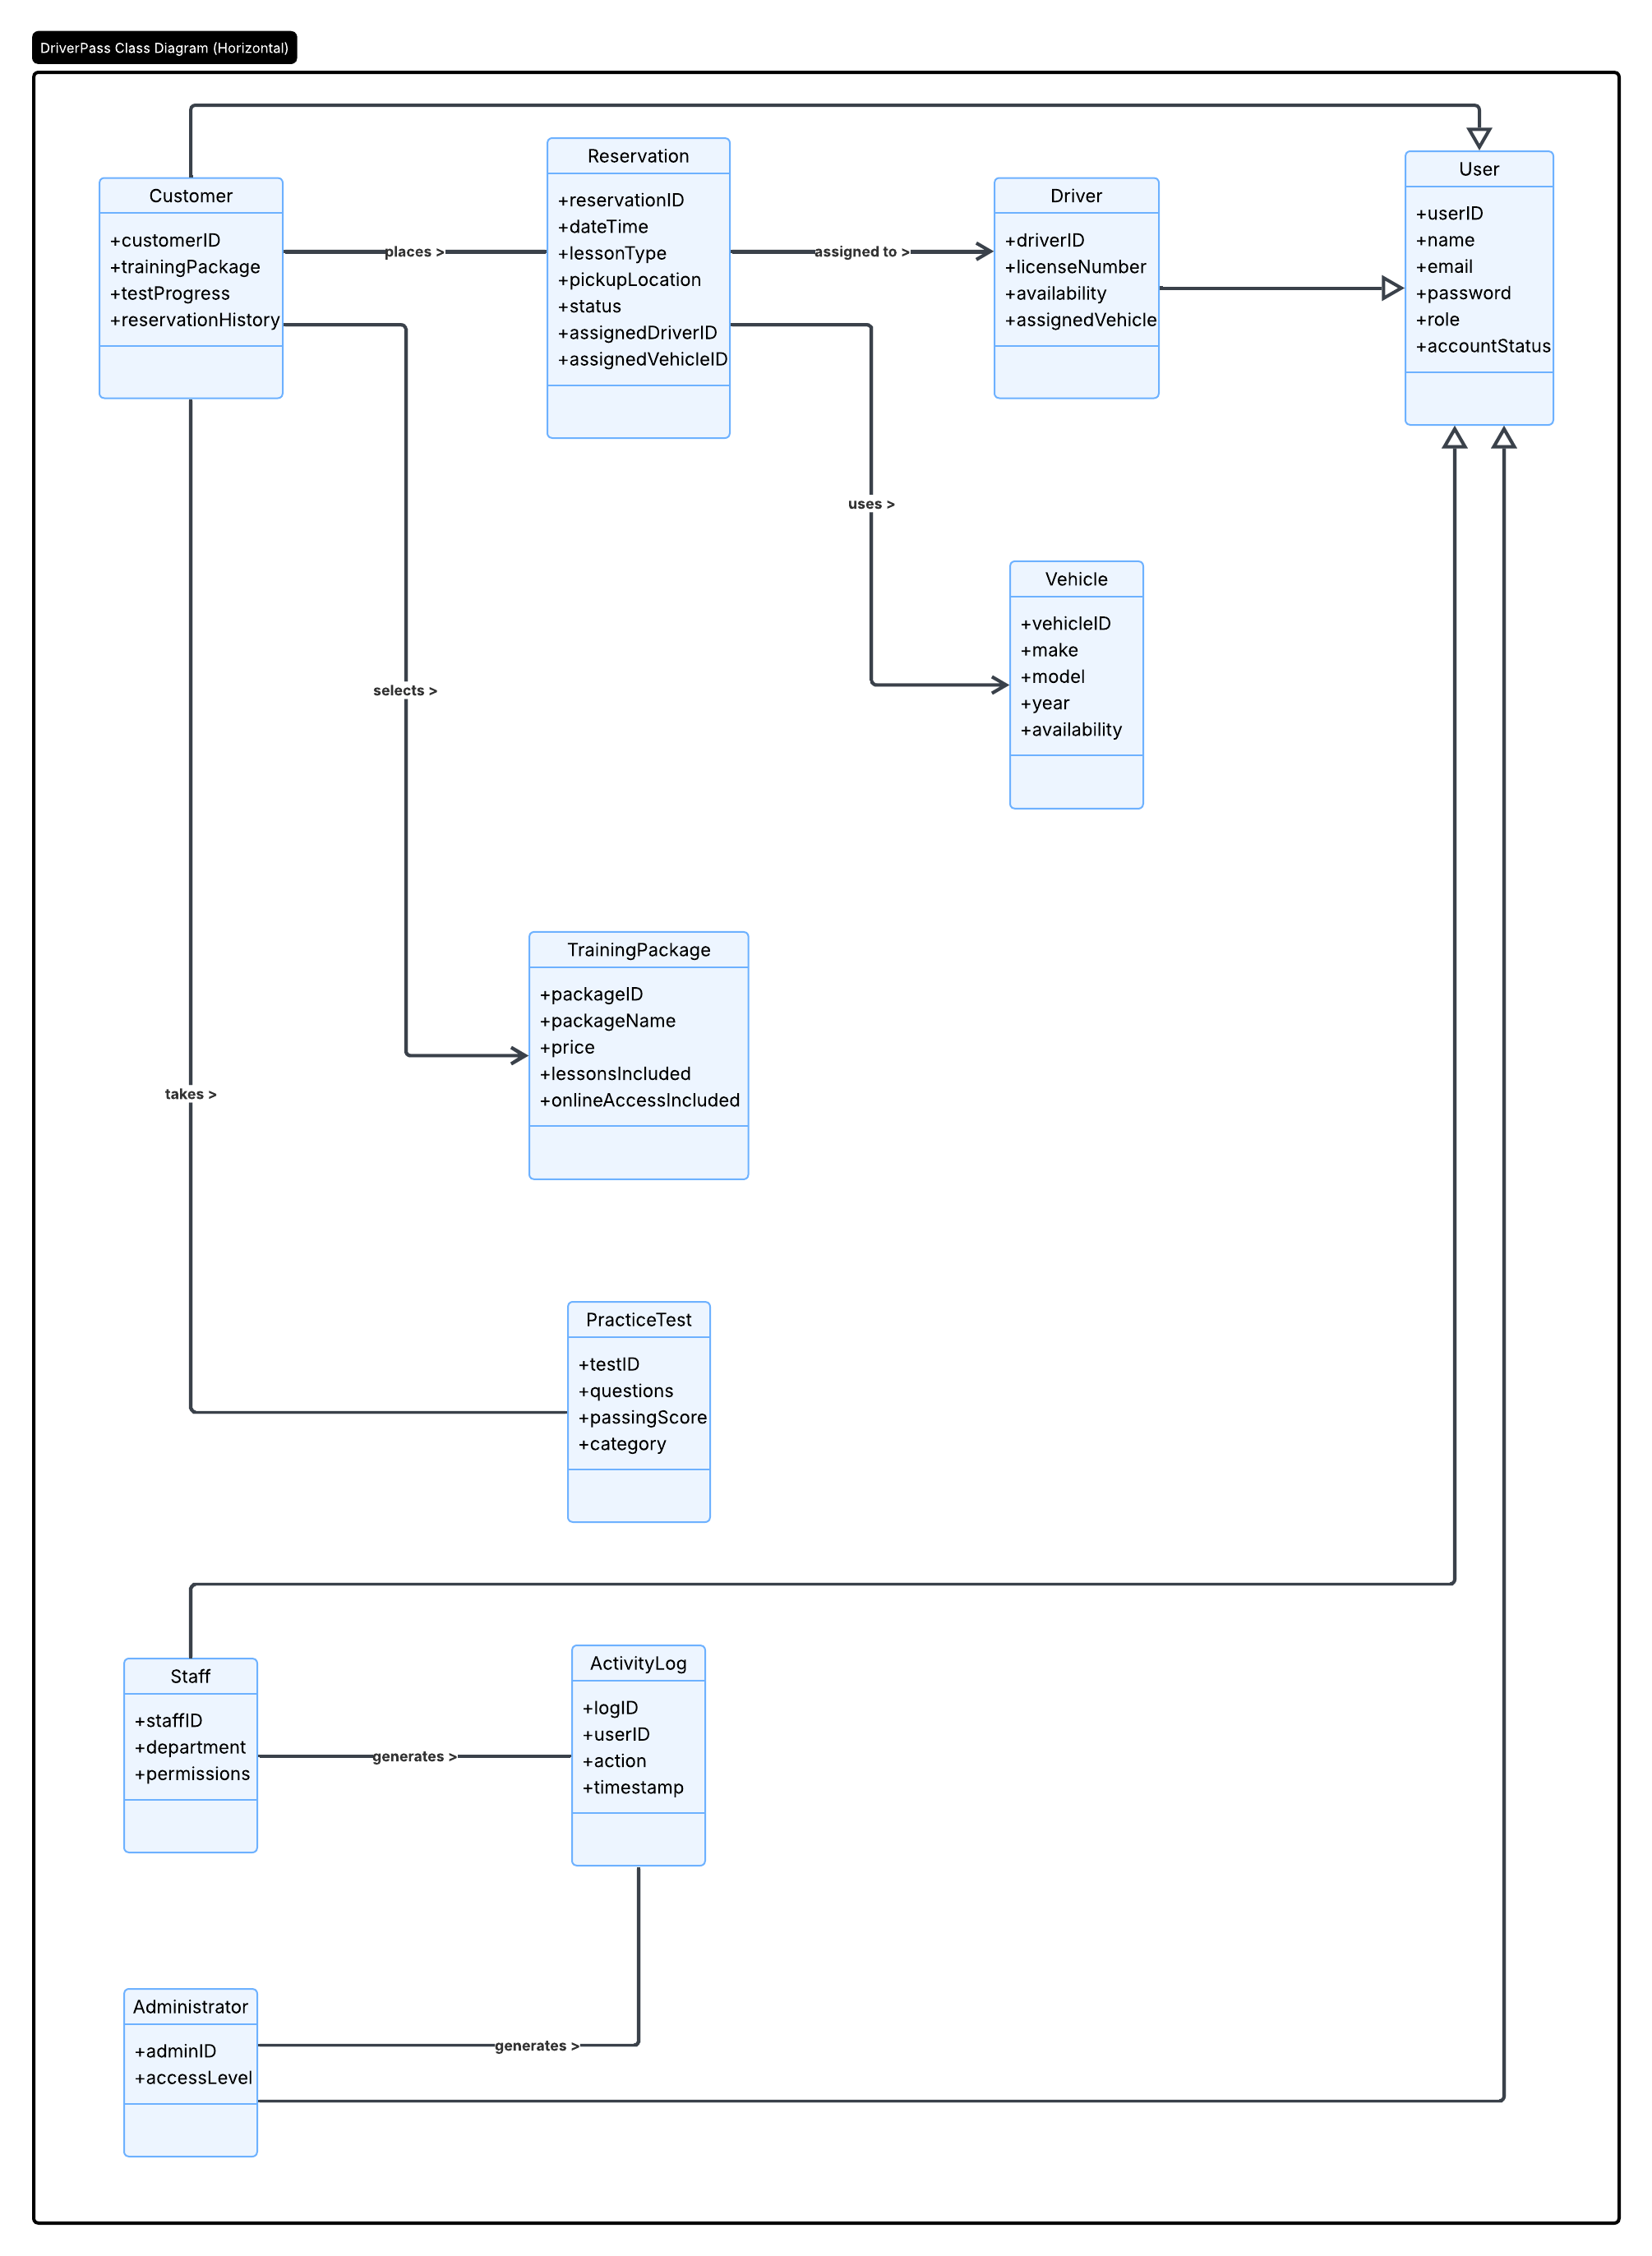 DriverPass Class Diagram (Horizontal)
Customer
+customerID
+trainingPackage
+testProgress
+reservationHistory
places >
Reservation
+reservationID
+dateTime
+lessonType
+pickupLocation
+status
+assignedDriverID
+assignedVehicleID
assigned to >
Driver
+driverID
+licenseNumber
+availability
+assignedVehicle
User
+userID
+name
+email
+password
+role
+accountStatus
uses >
Vehicle
+vehicleID
+make
+model
+year
+availability
selects >
TrainingPackage
+packageID
+packageName
+price
+lessonsIncluded
+onlineAccessIncluded
takes >
PracticeTest
+testID
+questions
+passingScore
+category
Staff
+staffID
+department
+permissions
generates >
ActivityLog
+logID
+userID
+action
+timestamp
Administrator
+adminID
+accessLevel
generates >